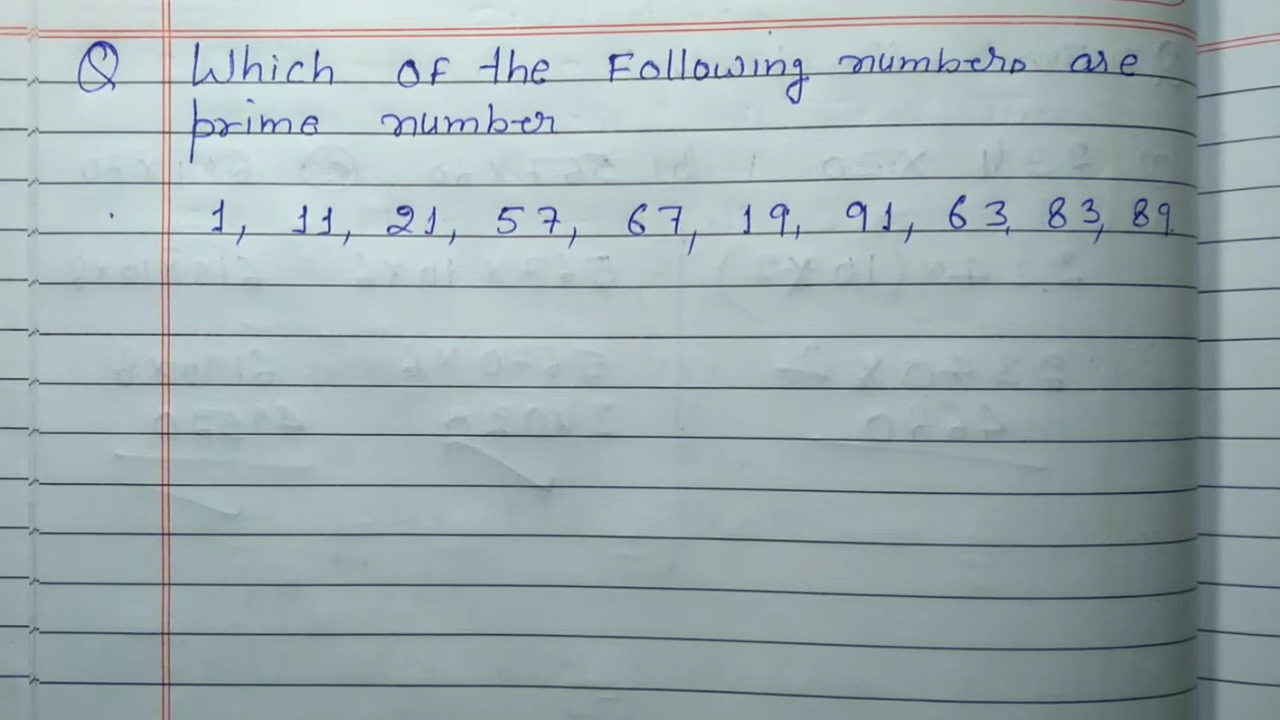 Q Which of the Following numbers are
prime number
1, 11, 21, 57, 67, 19, 91, 63, 83, 89.